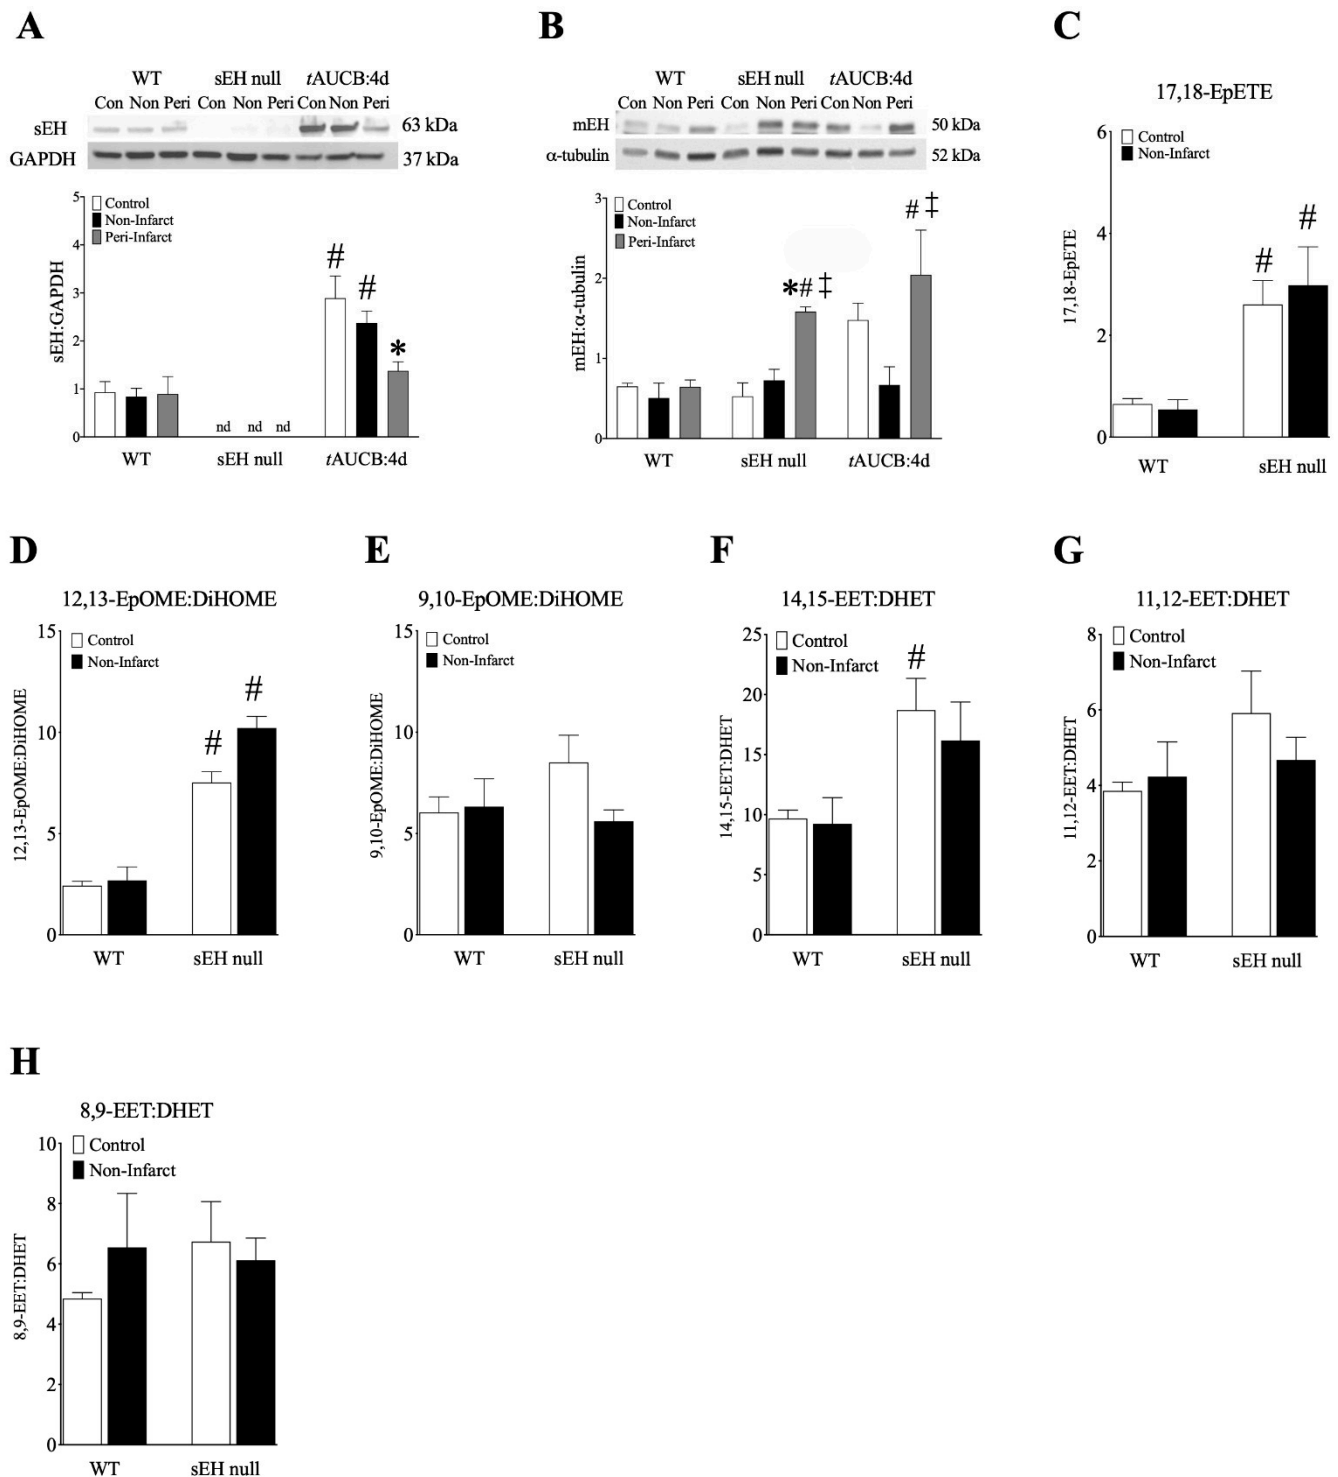 A
WT sEH null tAUCB:4d
Con Non Peri Con Non Peri Con Non Peri
sEH 63 kDa
GAPDH 37 kDa
5
4
3
2
1
0
sEH:GAPDH
Control
Non-Infarct
Peri-Infarct
# # *
nd nd nd
WT sEH null tAUCB:4d
B
WT sEH null tAUCB:4d
Con Non Peri Con Non Peri Con Non Peri
mEH 50 kDa
α-tubulin 52 kDa
3
2
1
0
mEH:α-tubulin
Control
Non-Infarct
Peri-Infarct
*# ‡
# ‡
WT sEH null tAUCB:4d
C
17,18-EpETE
6
4
2
0
17,18-EpETE
Control
Non-Infarct
# #
WT sEH null
D
12,13-EpOME:DiHOME
15
10
5
0
12,13-EpOME:DiHOME
Control
Non-Infarct
# #
WT sEH null
E
9,10-EpOME:DiHOME
15
10
5
0
9,10-EpOME:DiHOME
Control
Non-Infarct
WT sEH null
F
14,15-EET:DHET
25
20
15
10
5
0
14,15-EET:DHET
Control
Non-Infarct
#
WT sEH null
G
11,12-EET:DHET
8
6
4
2
0
11,12-EET:DHET
Control
Non-Infarct
WT sEH null
H
8,9-EET:DHET
10
8
6
4
2
0
8,9-EET:DHET
Control
Non-Infarct
WT sEH null